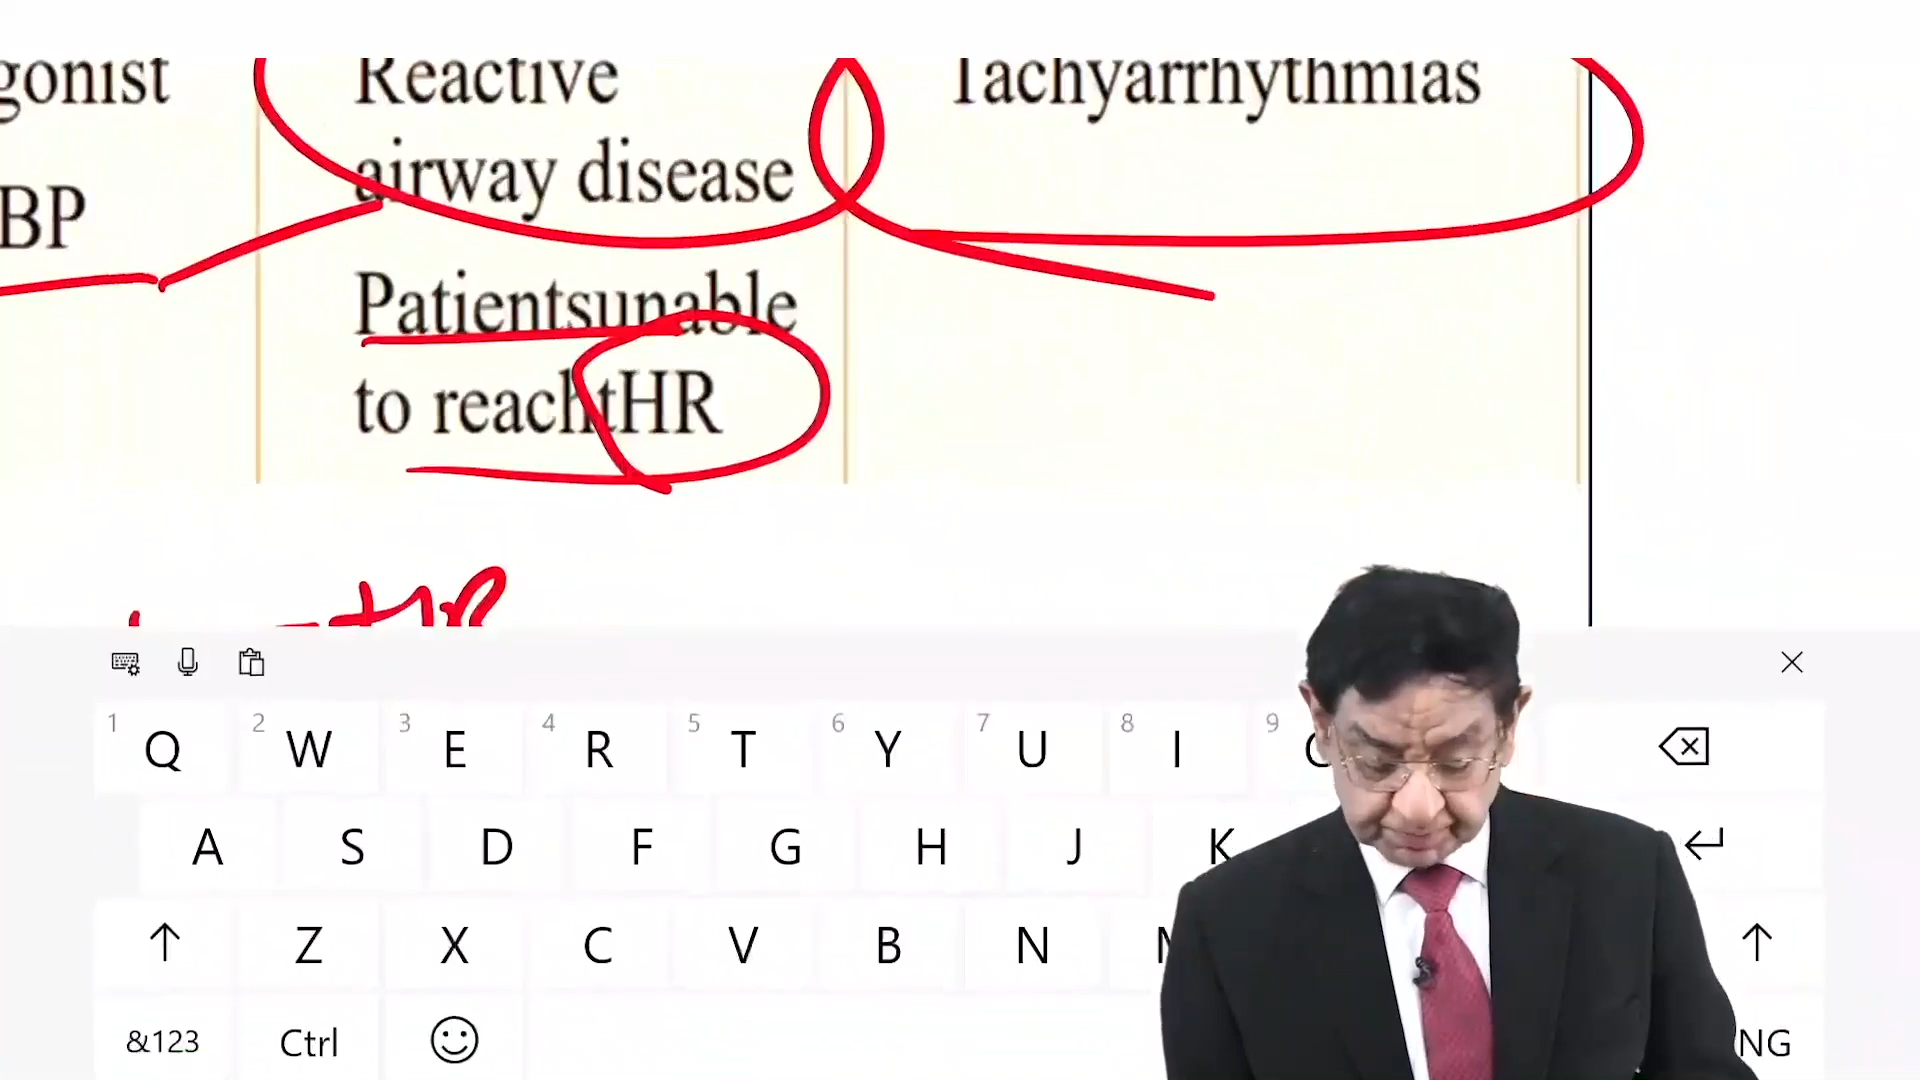 gonist
BP
Reactive
airway disease
Patientsunable
to reachtHR
Tachyarrhythmias
HR
1 2 3 4 5 6 7 8 9
Q W E R T Y U I
A S D F G H J K
Z X C V B N
&123 Ctrl NG